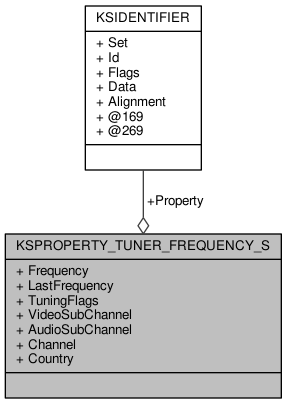 KSIDENTIFIER
+ Set
+ Id
+ Flags
+ Data
+ Alignment
+ @169
+ @269
+Property
KSPROPERTY_TUNER_FREQUENCY_S
+ Frequency
+ LastFrequency
+ TuningFlags
+ VideoSubChannel
+ AudioSubChannel
+ Channel
+ Country